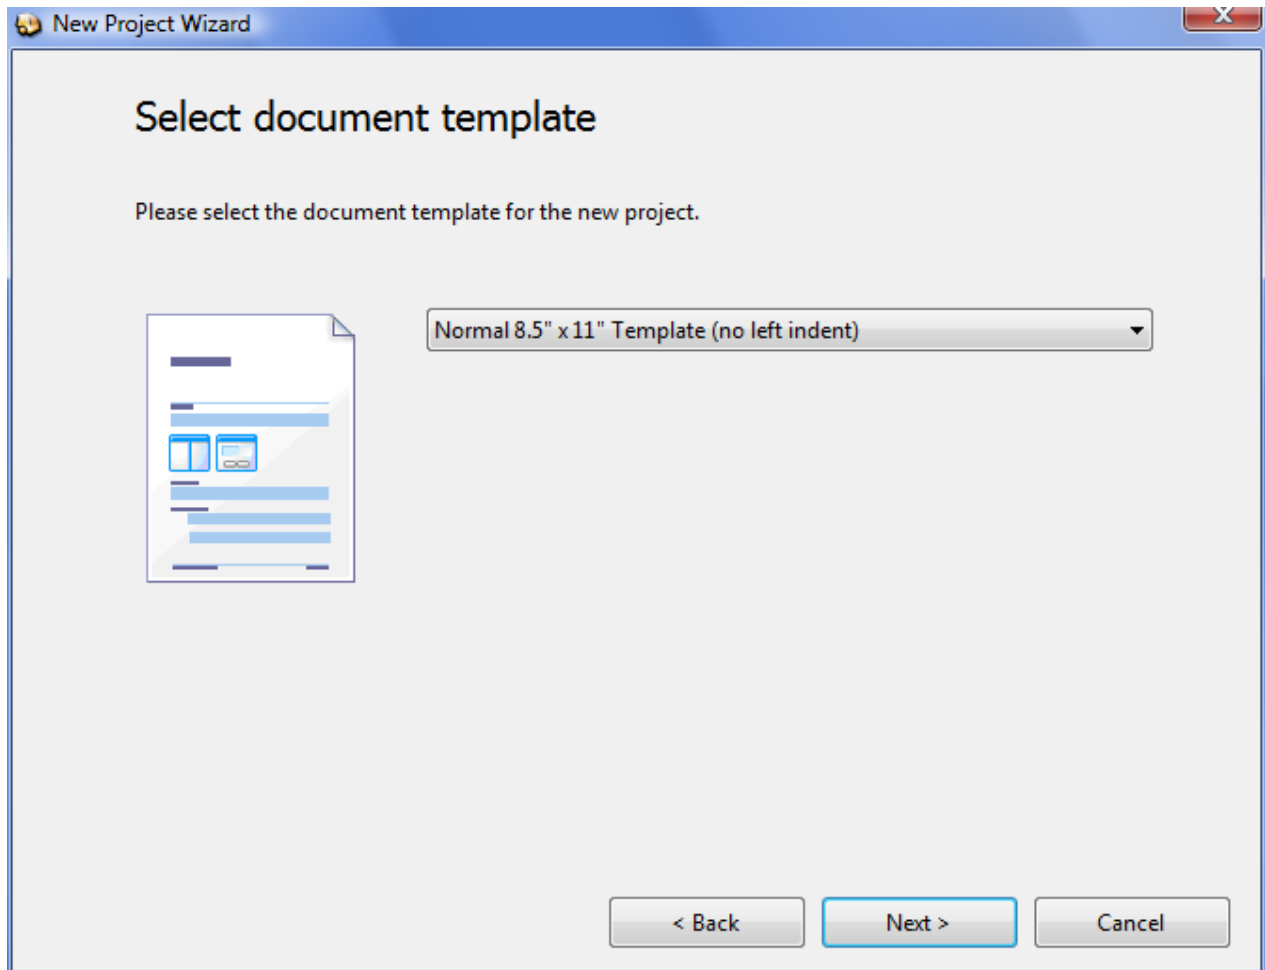 New Project Wizard
X
Select document template
Please select the document template for the new project.
Normal 8.5" x 11" Template (no left indent)
< Back
Next >
Cancel